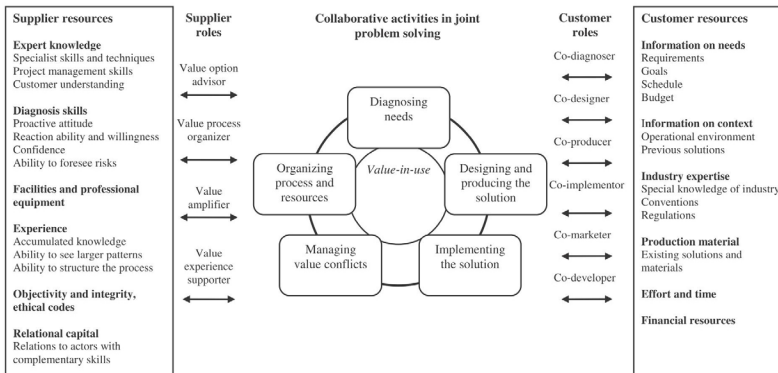 Supplier resources
Expert knowledge
Specialist skills and techniques
Project management skills
Customer understanding
Diagnosis skills
Proactive attitude
Reaction ability and willingness
Confidence
Ability to foresee risks
Facilities and professional
equipment
Experience
Accumulated knowledge
Ability to see larger patterns
Ability to structure the process
Objectivity and integrity,
ethical codes
Relational capital
Relations to actors with
complementary skills
Supplier
roles
Value option
advisor
Value process
organizer
Value
amplifier
Value
experience
supporter
Collaborative activities in joint
problem solving
Diagnosing
needs
Organizing
process and
resources
Value-in-use
Designing and
producing the
solution
Managing
value conflicts
Implementing
the solution
Customer
roles
Co-diagnoser
Co-designer
Co-producer
Co-implementor
Co-marketer
Co-developer
Customer resources
Information on needs
Requirements
Goals
Schedule
Budget
Information on context
Operational environment
Previous solutions
Industry expertise
Special knowledge of industry
Conventions
Regulations
Production material
Existing solutions and
materials
Effort and time
Financial resources